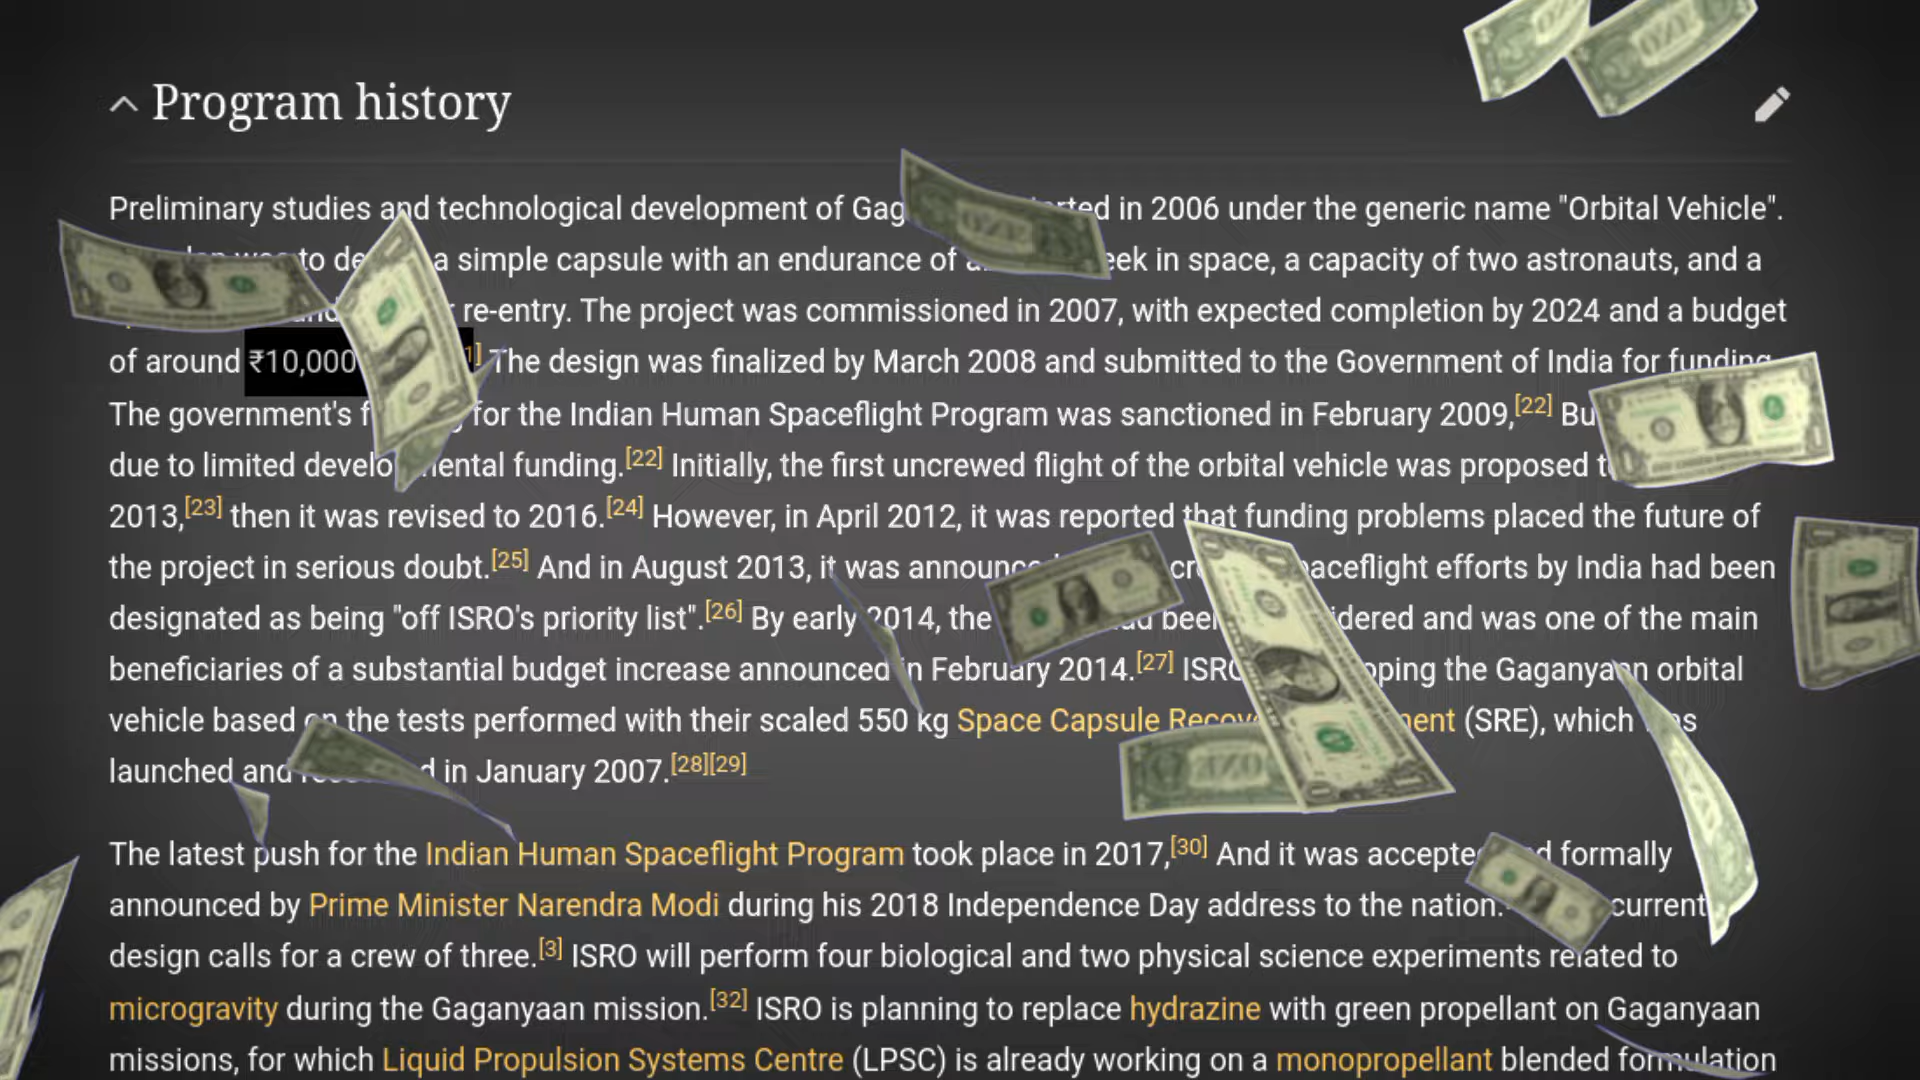 Program history
Preliminary studies and technological development of Gag in 2006 under the generic name "Orbital Vehicle".
to a simple capsule with an endurance of in space, a capacity of two astronauts, and a
re-entry. The project was commissioned in 2007, with expected completion by 2024 and a budget
of around ₹10,000 The design was finalized by March 2008 and submitted to the Government of India for funding
The government's for the Indian Human Spaceflight Program was sanctioned in February 2009,[22]
due to limited developmental funding.[22] Initially, the first uncrewed flight of the orbital vehicle was proposed
2013,[23] then it was revised to 2016.[24] However, in April 2012, it was reported that funding problems placed the future of
the project in serious doubt.[25] And in August 2013, it was spaceflight efforts by India had been
designated as being "off ISRO's priority list".[26] By early 2014, the and was one of the main
beneficiaries of a substantial budget increase announced in February 2014.[27] the Gaganyaan orbital
vehicle based on the tests performed with their scaled 550 kg Space Capsule (SRE), which was
launched and in January 2007.[28][29]
The latest push for the Indian Human Spaceflight Program took place in 2017,[30] And it was accepted formally
announced by Prime Minister Narendra Modi during his 2018 Independence Day address to the nation. current
design calls for a crew of three.[3] ISRO will perform four biological and two physical science experiments related to
microgravity during the Gaganyaan mission.[32] ISRO is planning to replace hydrazine with green propellant on Gaganyaan
missions, for which Liquid Propulsion Systems Centre (LPSC) is already working on a monopropellant blended formulation